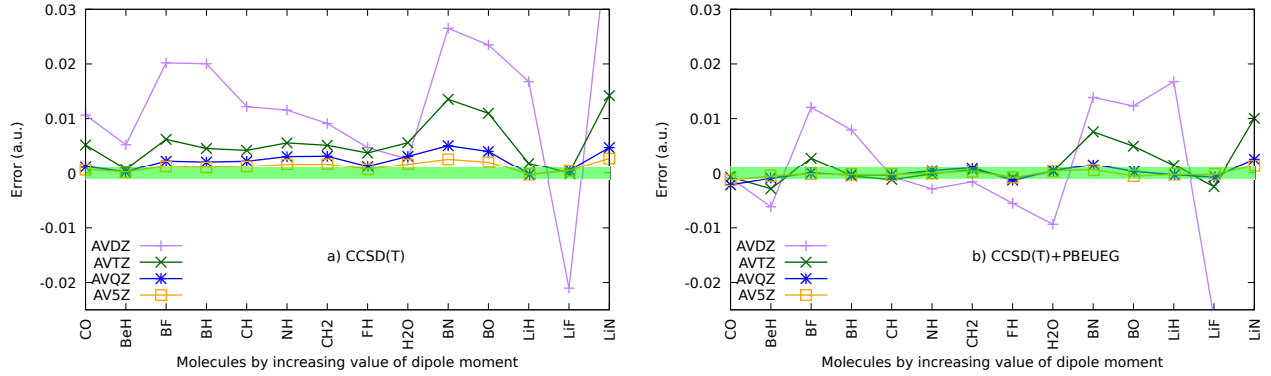 0.03
0.02
0.01
0
-0.01
-0.02
Error (a.u.)
AVDZ
AVTZ
AVQZ
AV5Z
a) CCSD(T)
CO
BeH
BF
BH
CH
NH
CH2
FH
H2O
BN
BO
LiH
LiF
LiN
Molecules by increasing value of dipole moment
0.03
0.02
0.01
0
-0.01
-0.02
Error (a.u.)
AVDZ
AVTZ
AVQZ
AV5Z
b) CCSD(T)+PBEUEG
CO
BeH
BF
BH
CH
NH
CH2
FH
H2O
BN
BO
LiH
LiF
LiN
Molecules by increasing value of dipole moment